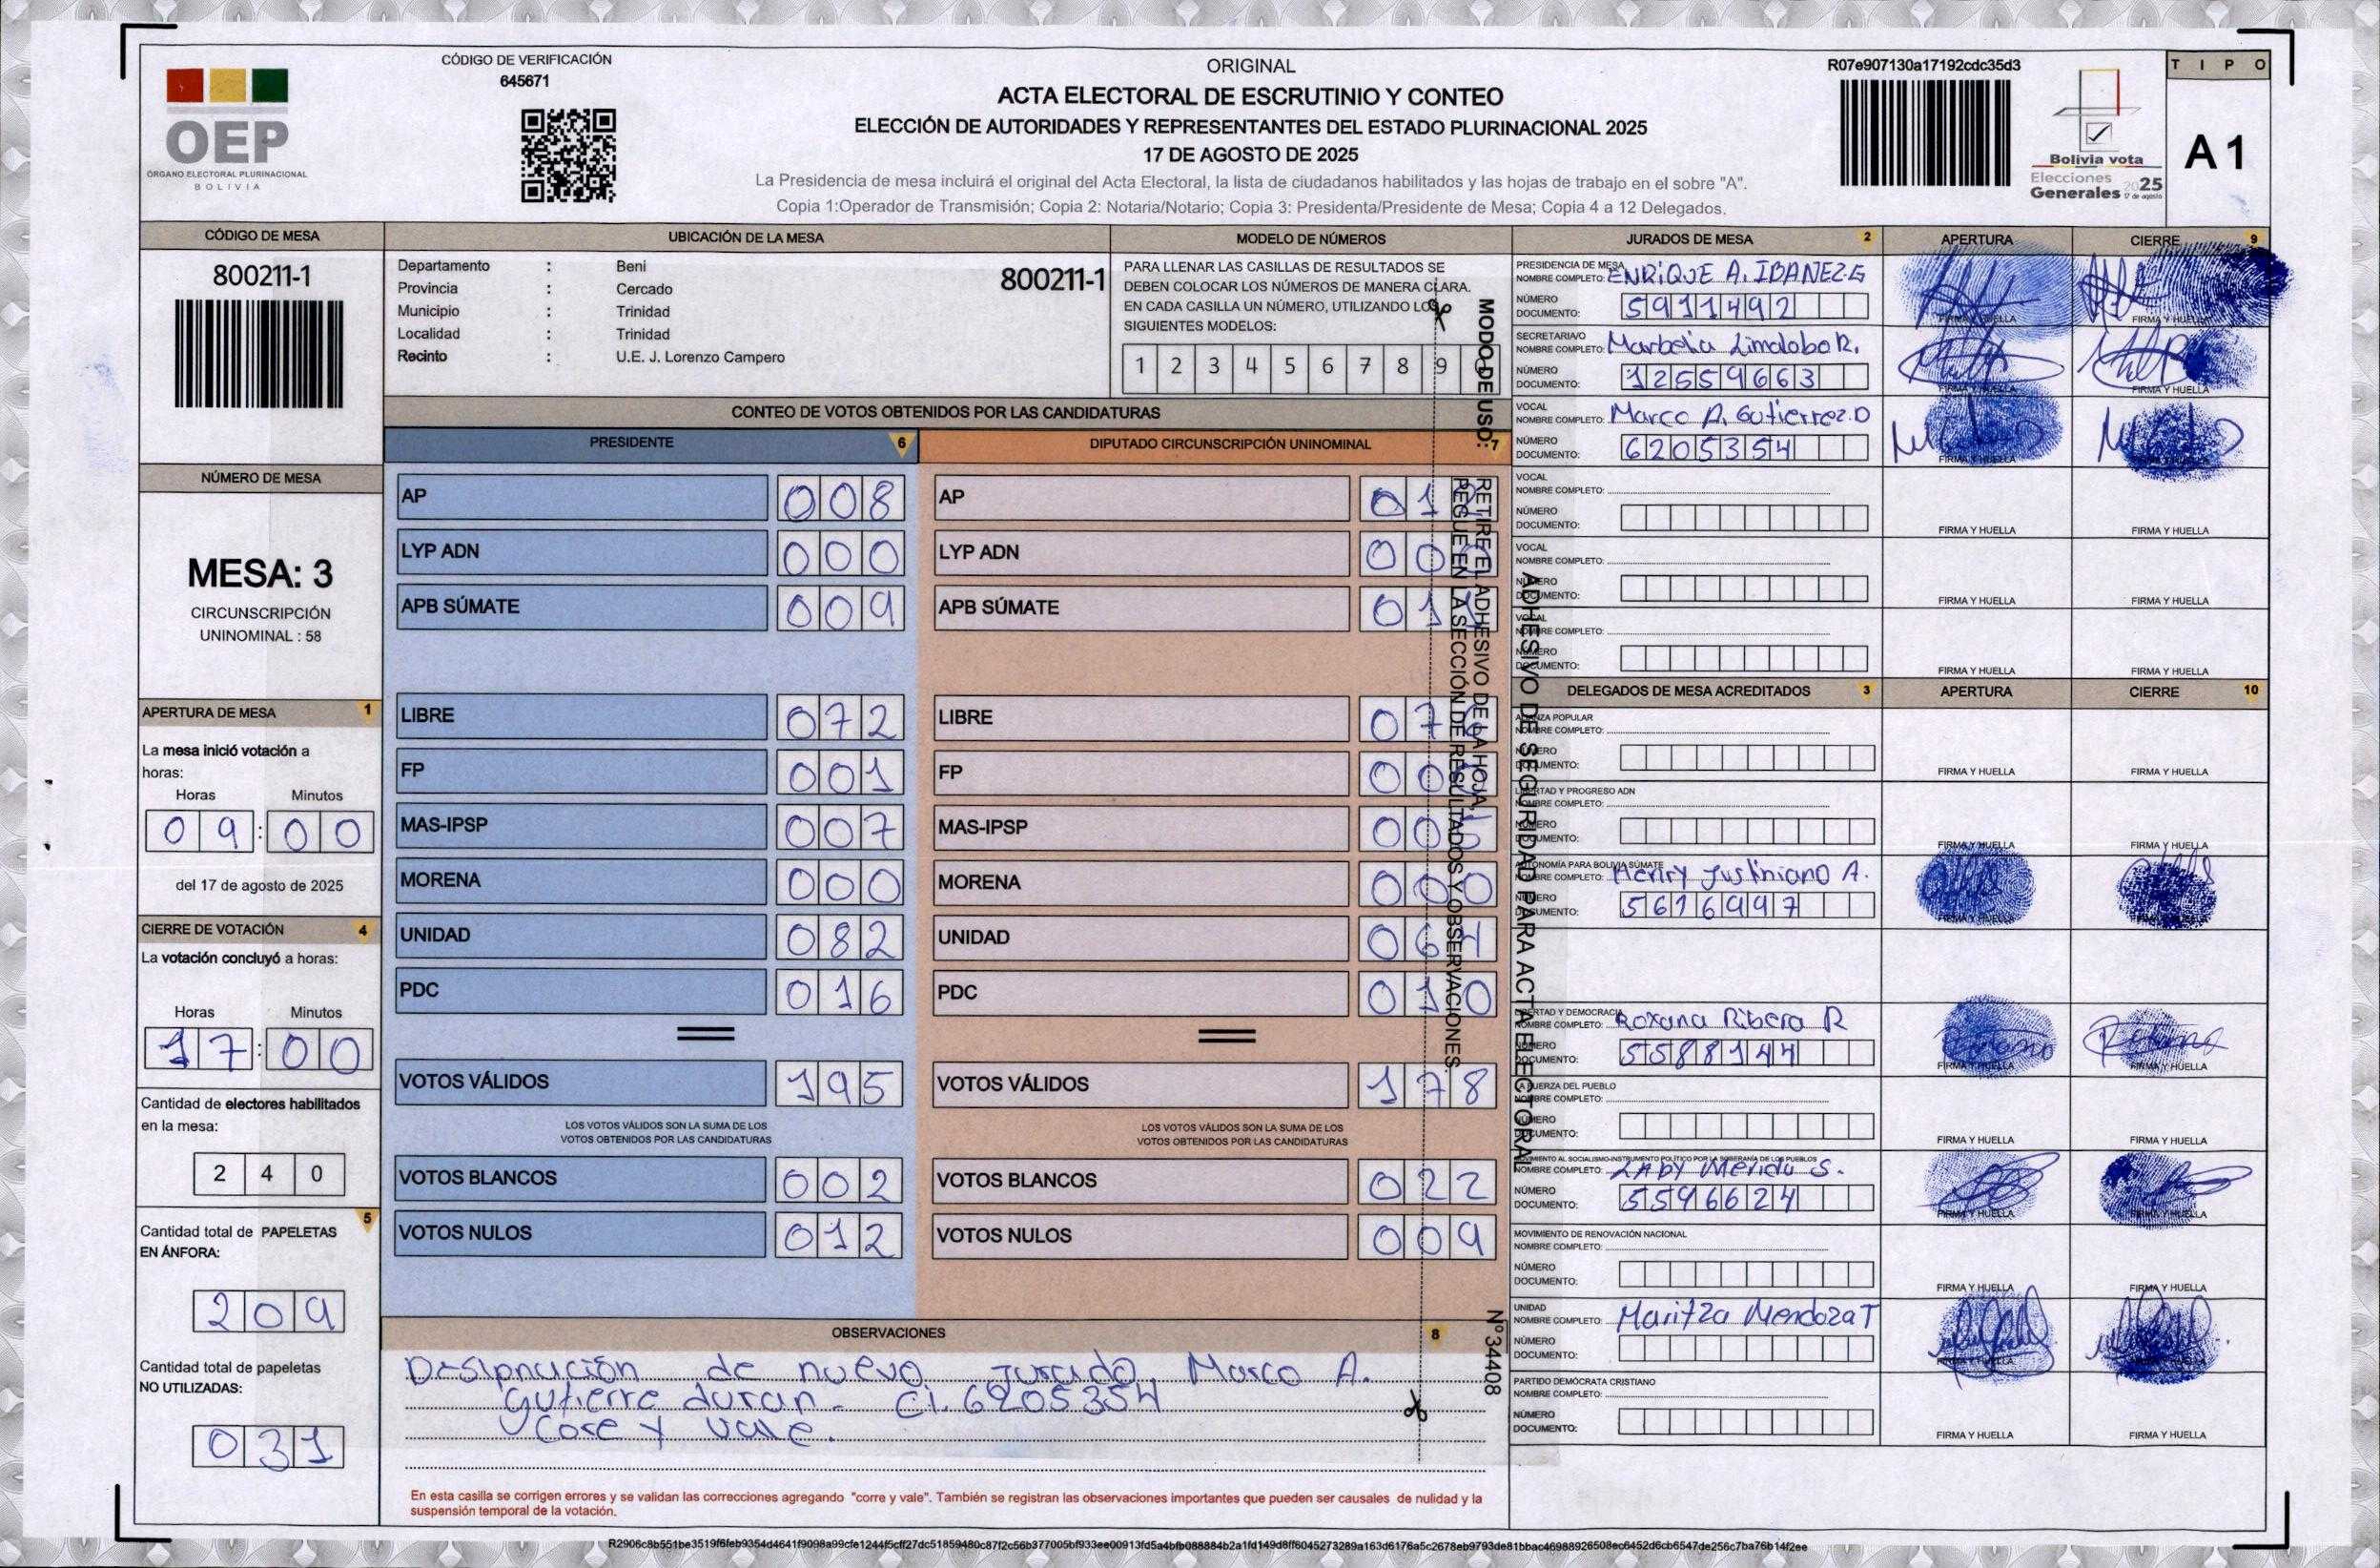 CÓDIGO DE VERIFICACIÓN
645671
OEP
ÓRGANO ELECTORAL PLURINACIONAL
BOLIVIA
ORIGINAL
ACTA ELECTORAL DE ESCRUTINIO Y CONTEO
ELECCIÓN DE AUTORIDADES Y REPRESENTANTES DEL ESTADO PLURINACIONAL 2025
17 DE AGOSTO DE 2025
La Presidencia de mesa incluirá el original del Acta Electoral, la lista de ciudadanos habilitados y las hojas de trabajo en el sobre "A".
Copia 1:Operador de Transmisión; Copia 2: Notaria/Notario; Copia 3: Presidenta/Presidente de Mesa; Copia 4 a 12 Delegados.
R07e907130a17192cdc35d3
Bolivia vota
Elecciones
Generales 2025
17 de agosto
TIPO
A1
CÓDIGO DE MESA
800211-1
NÚMERO DE MESA
MESA: 3
CIRCUNSCRIPCIÓN
UNINOMINAL : 58
APERTURA DE MESA 1
La mesa inició votación a
horas:
Horas Minutos
09:00
del 17 de agosto de 2025
CIERRE DE VOTACIÓN 4
La votación concluyó a horas:
Horas Minutos
17:00
Cantidad de electores habilitados
en la mesa:
240
5
Cantidad total de PAPELETAS
EN ÁNFORA:
209
Cantidad total de papeletas
NO UTILIZADAS:
031
UBICACIÓN DE LA MESA
Departamento : Beni
800211-1
Provincia : Cercado
Municipio : Trinidad
Localidad : Trinidad
Recinto : U.E. J. Lorenzo Campero
MODELO DE NÚMEROS
PARA LLENAR LAS CASILLAS DE RESULTADOS SE
DEBEN COLOCAR LOS NÚMEROS DE MANERA CLARA.
EN CADA CASILLA UN NÚMERO, UTILIZANDO LOS
SIGUIENTES MODELOS:
1 2 3 4 5 6 7 8 9
CONTEO DE VOTOS OBTENIDOS POR LAS CANDIDATURAS
PRESIDENTE 6
AP 008
LYP ADN 000
APB SÚMATE 009
LIBRE 072
FP 001
MAS-IPSP 007
MORENA 000
UNIDAD 082
PDC 016
VOTOS VÁLIDOS 195
LOS VOTOS VÁLIDOS SON LA SUMA DE LOS
VOTOS OBTENIDOS POR LAS CANDIDATURAS
VOTOS BLANCOS 002
VOTOS NULOS 012
DIPUTADO CIRCUNSCRIPCIÓN UNINOMINAL 7
AP
LYP ADN
APB SÚMATE
LIBRE
FP
MAS-IPSP
MORENA 000
UNIDAD 064
PDC 010
VOTOS VÁLIDOS 178
LOS VOTOS VÁLIDOS SON LA SUMA DE LOS
VOTOS OBTENIDOS POR LAS CANDIDATURAS
VOTOS BLANCOS 022
VOTOS NULOS 009
MODO DE USO:
RETIRE EL ADHESIVO DE LA HOJA,
PEGUE EN LA SECCIÓN DE RESULTADOS Y OBSERVACIONES.
ADHESIVO DE SEGURIDAD PARA ACTA ELECTORAL
Nº 34408
OBSERVACIONES 8
Designación de nuevo Jurado, Marco A.
Gutierre duran. CI. 6205354
Core y vale.
En esta casilla se corrigen errores y se validan las correcciones agregando "corre y vale". También se registran las observaciones importantes que pueden ser causales de nulidad y la
suspensión temporal de la votación.
JURADOS DE MESA 2 APERTURA CIERRE 9
PRESIDENCIA DE MESA
NOMBRE COMPLETO: ENRIQUE A. IBANEZ G
NÚMERO
DOCUMENTO: 5911492
FIRMA Y HUELLA FIRMA Y HUELLA
SECRETARIA/O
NOMBRE COMPLETO: Marbelia Limalobo R.
NÚMERO
DOCUMENTO: 12559663
FIRMA Y HUELLA FIRMA Y HUELLA
VOCAL
NOMBRE COMPLETO: Marco A. Gutierrez.D
NÚMERO
DOCUMENTO: 6205354
FIRMA Y HUELLA
VOCAL
NOMBRE COMPLETO:
NÚMERO
DOCUMENTO:
FIRMA Y HUELLA FIRMA Y HUELLA
VOCAL
NOMBRE COMPLETO:
NÚMERO
DOCUMENTO:
FIRMA Y HUELLA FIRMA Y HUELLA
VOCAL
NOMBRE COMPLETO:
NÚMERO
DOCUMENTO:
FIRMA Y HUELLA FIRMA Y HUELLA
DELEGADOS DE MESA ACREDITADOS 3 APERTURA CIERRE 10
ALIANZA POPULAR
NOMBRE COMPLETO:
NÚMERO
DOCUMENTO:
FIRMA Y HUELLA FIRMA Y HUELLA
LIBERTAD Y PROGRESO ADN
NOMBRE COMPLETO:
NÚMERO
DOCUMENTO:
FIRMA Y HUELLA FIRMA Y HUELLA
AUTONOMÍA PARA BOLIVIA SÚMATE
NOMBRE COMPLETO: Henry Justiniano A.
NÚMERO
DOCUMENTO: 5616997
FIRMA Y HUELLA FIRMA Y HUELLA
LIBERTAD Y DEMOCRACIA
NOMBRE COMPLETO: Roxana Ribera R
NÚMERO
DOCUMENTO: 5588144
FIRMA Y HUELLA FIRMA Y HUELLA
LA FUERZA DEL PUEBLO
NOMBRE COMPLETO:
NÚMERO
DOCUMENTO:
FIRMA Y HUELLA FIRMA Y HUELLA
MOVIMIENTO AL SOCIALISMO-INSTRUMENTO POLÍTICO POR LA SOBERANÍA DE LOS PUEBLOS
NOMBRE COMPLETO: ZAby Merida S.
NÚMERO
DOCUMENTO: 5596624
FIRMA Y HUELLA FIRMA Y HUELLA
MOVIMIENTO DE RENOVACIÓN NACIONAL
NOMBRE COMPLETO:
NÚMERO
DOCUMENTO:
FIRMA Y HUELLA FIRMA Y HUELLA
UNIDAD
NOMBRE COMPLETO: Maritza Mendoza T
NÚMERO
DOCUMENTO:
FIRMA Y HUELLA
PARTIDO DEMÓCRATA CRISTIANO
NOMBRE COMPLETO:
NÚMERO
DOCUMENTO:
FIRMA Y HUELLA FIRMA Y HUELLA